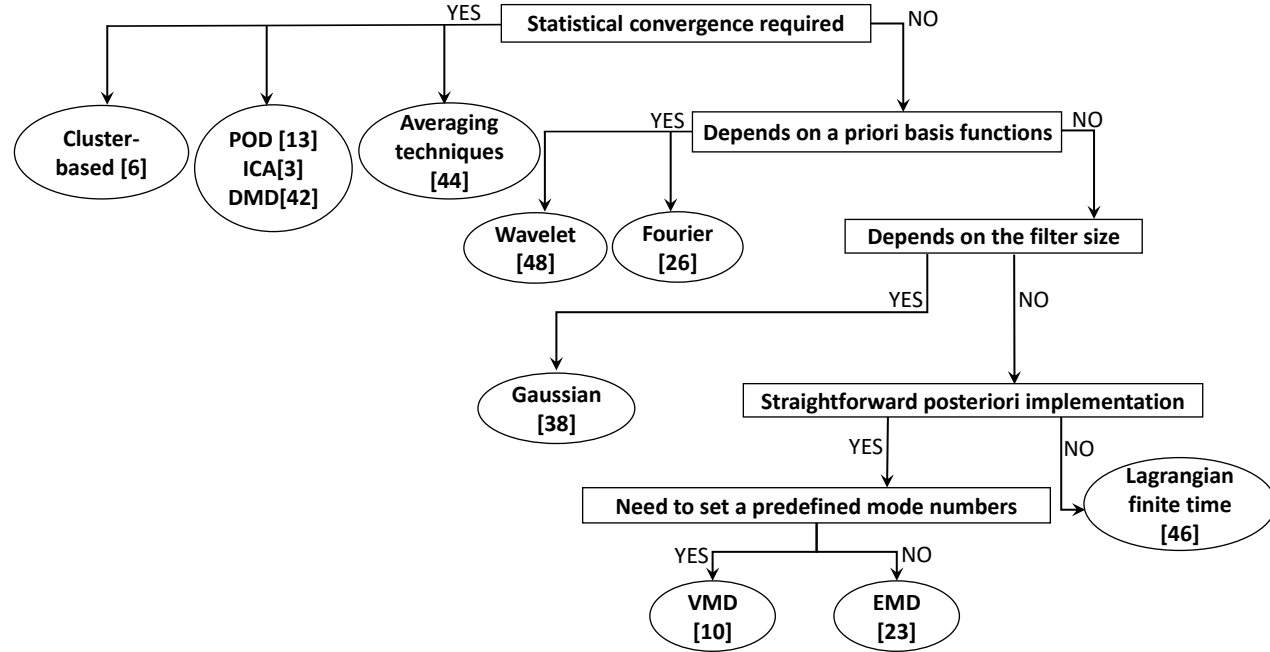 YES
Statistical convergence required
NO
Cluster-
based [6]
POD [13]
ICA[3]
DMD[42]
Averaging
techniques
[44]
YES
Depends on a priori basis functions
NO
Wavelet
[48]
Fourier
[26]
Depends on the filter size
YES
NO
Gaussian
[38]
Straightforward posteriori implementation
YES
NO
Need to set a predefined mode numbers
Lagrangian
finite time
[46]
YES
NO
VMD
[10]
EMD
[23]